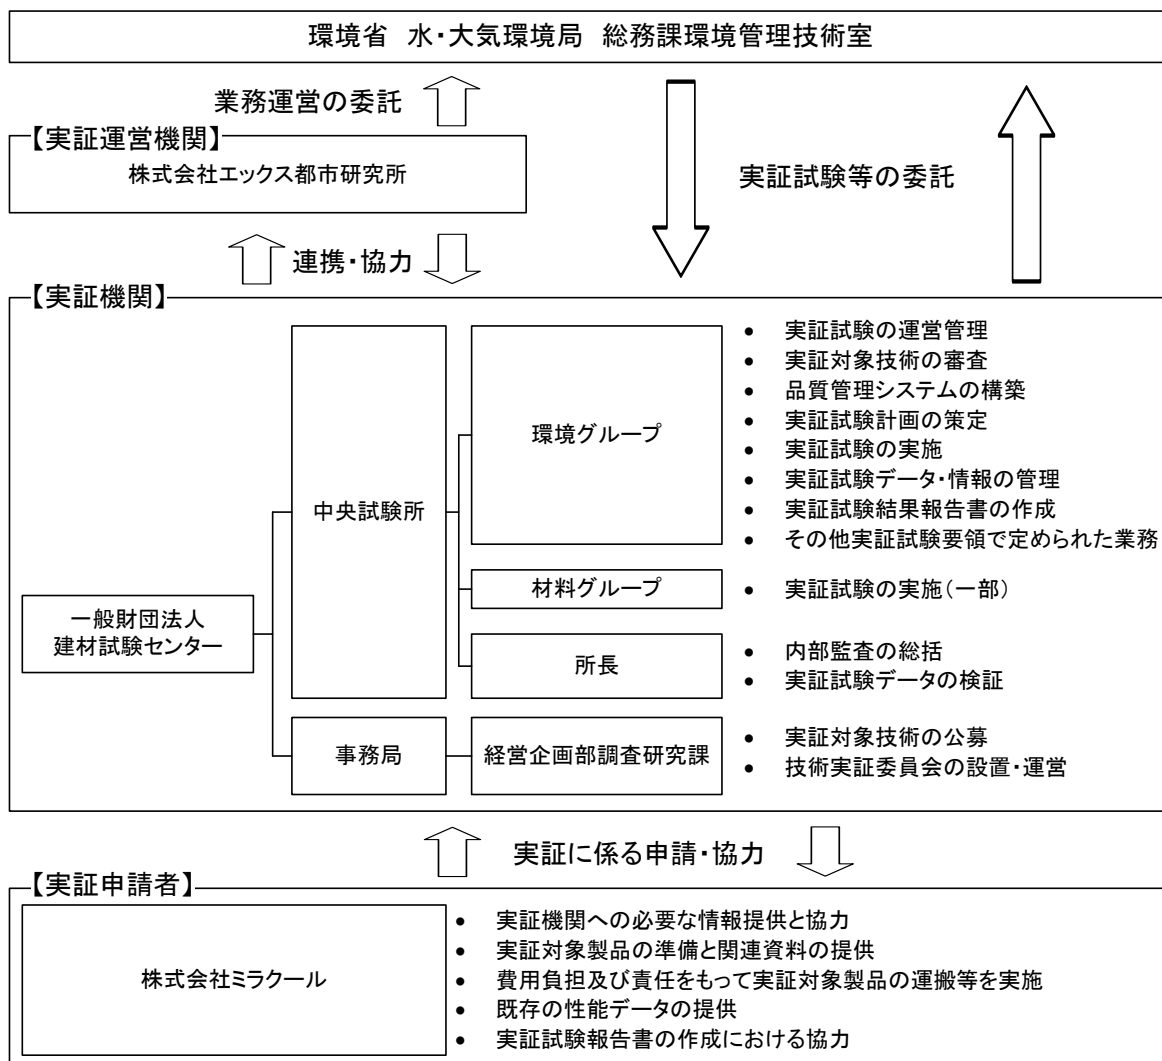 環境省　水・大気環境局　総務課環境管理技術室
業務運営の委託
【実証運営機関】
株式会社エックス都市研究所
実証試験等の委託
連携・協力
【実証機関】
一般財団法人
建材試験センター
中央試験所
環境グループ
• 実証試験の運営管理
• 実証対象技術の審査
• 品質管理システムの構築
• 実証試験計画の策定
• 実証試験の実施
• 実証試験データ・情報の管理
• 実証試験結果報告書の作成
• その他実証試験要領で定められた業務
材料グループ
• 実証試験の実施（一部）
所長
• 内部監査の総括
• 実証試験データの検証
事務局
経営企画部調査研究課
• 実証対象技術の公募
• 技術実証委員会の設置・運営
実証に係る申請・協力
【実証申請者】
株式会社ミラクール
• 実証機関への必要な情報提供と協力
• 実証対象製品の準備と関連資料の提供
• 費用負担及び責任をもって実証対象製品の運搬等を実施
• 既存の性能データの提供
• 実証試験報告書の作成における協力